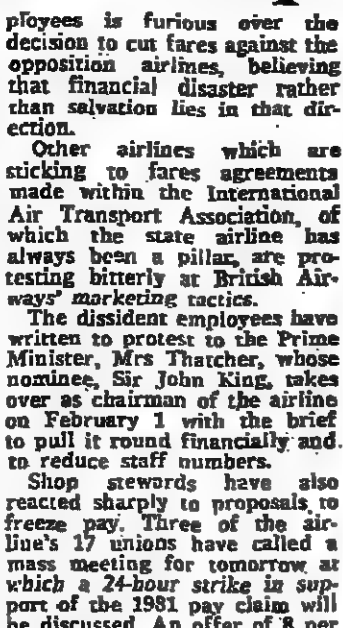 ployees is furious over the
decision to cut fares against the
opposition airlines, believing
that financial disaster rather
than salvation lies in that dir-
ection.
Other airlines which are
sticking to fares agreements
made within the International
Air Transport Association, of
which the state airline has
always been a pillar, are pro-
testing bitterly at British Air-
ways' marketing tactics.
The dissident employees have
written to protest to the Prime
Minister, Mrs Thatcher, whose
nominee, Sir John King, takes
over as chairman of the airline
on February 1 with the brief
to pull it round financially and
to reduce staff numbers.
Shop stewards have also
reacted sharply to proposals to
freeze pay. Three of the air-
line's 17 unions have called a
mass meeting for tomorrow at
which a 24-hour strike in sup-
port of the 1981 pay claim will
be discussed. An offer of 8 per